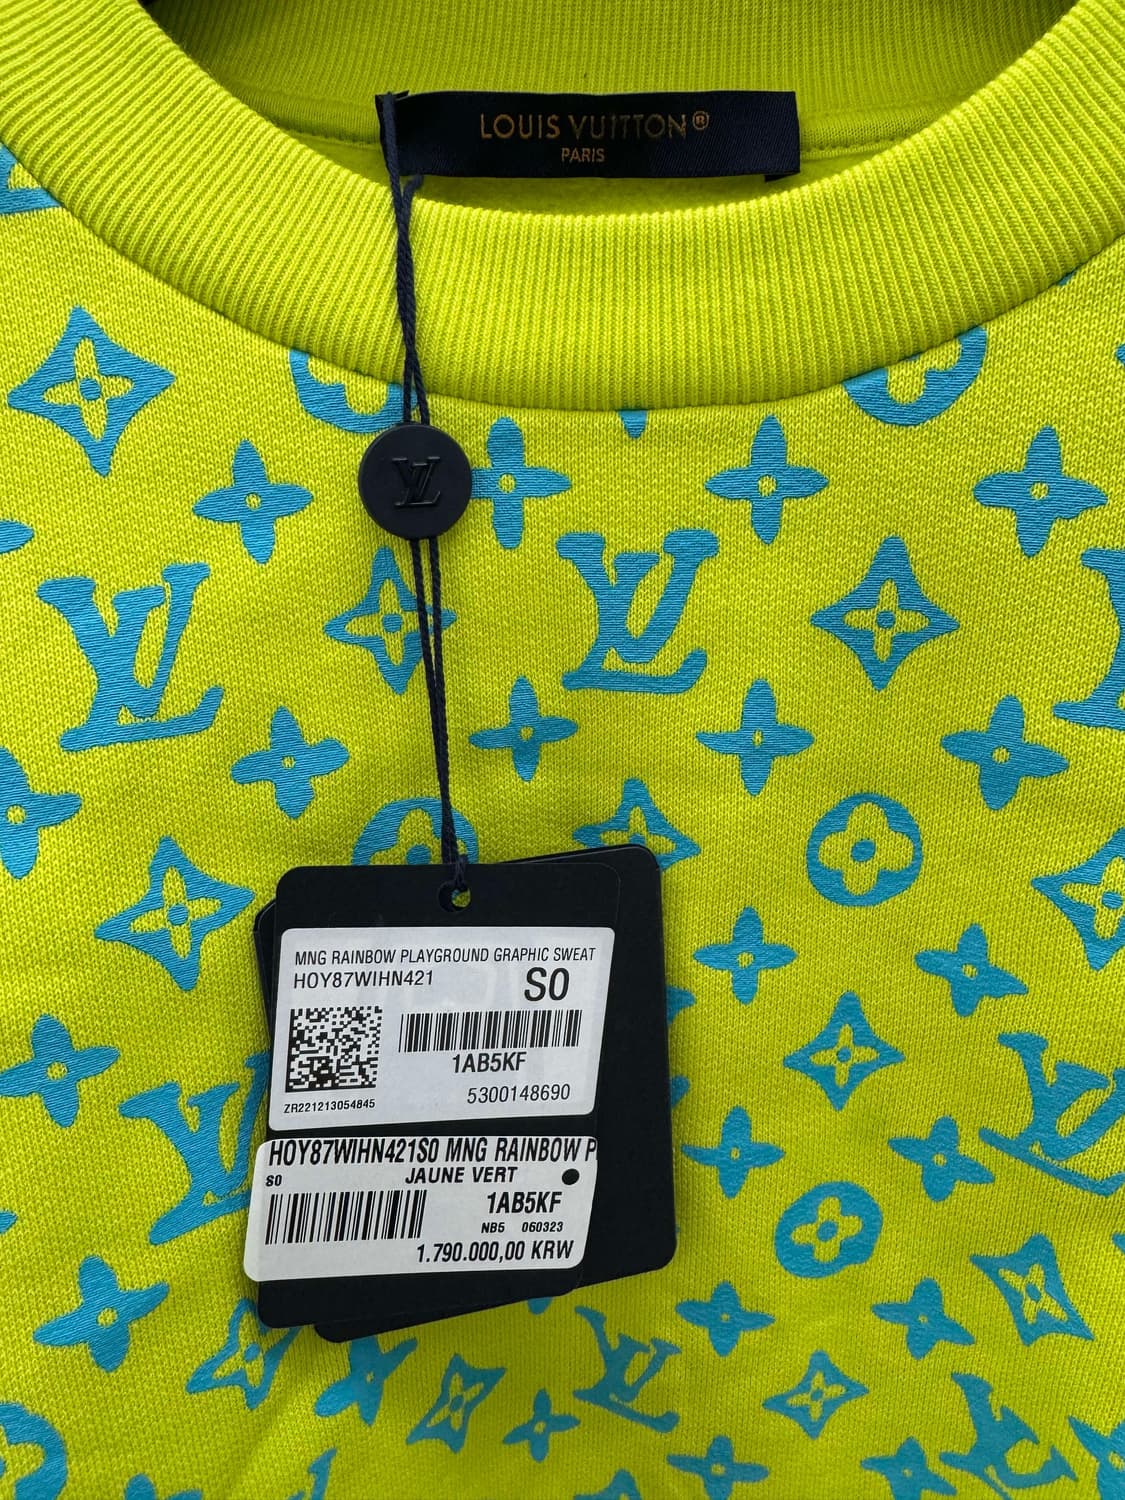 LOUIS VUITTON®
PARIS
LV
MNG RAINBOW PLAYGROUND GRAPHIC SWEAT
HOY87WIHN421
S0
1AB5KF
5300148690
ZR221213054845
HOY87WIHN421S0 MNG RAINBOW P
S0
JAUNE VERT
1AB5KF
NB5 060323
1.790.000,00 KRW